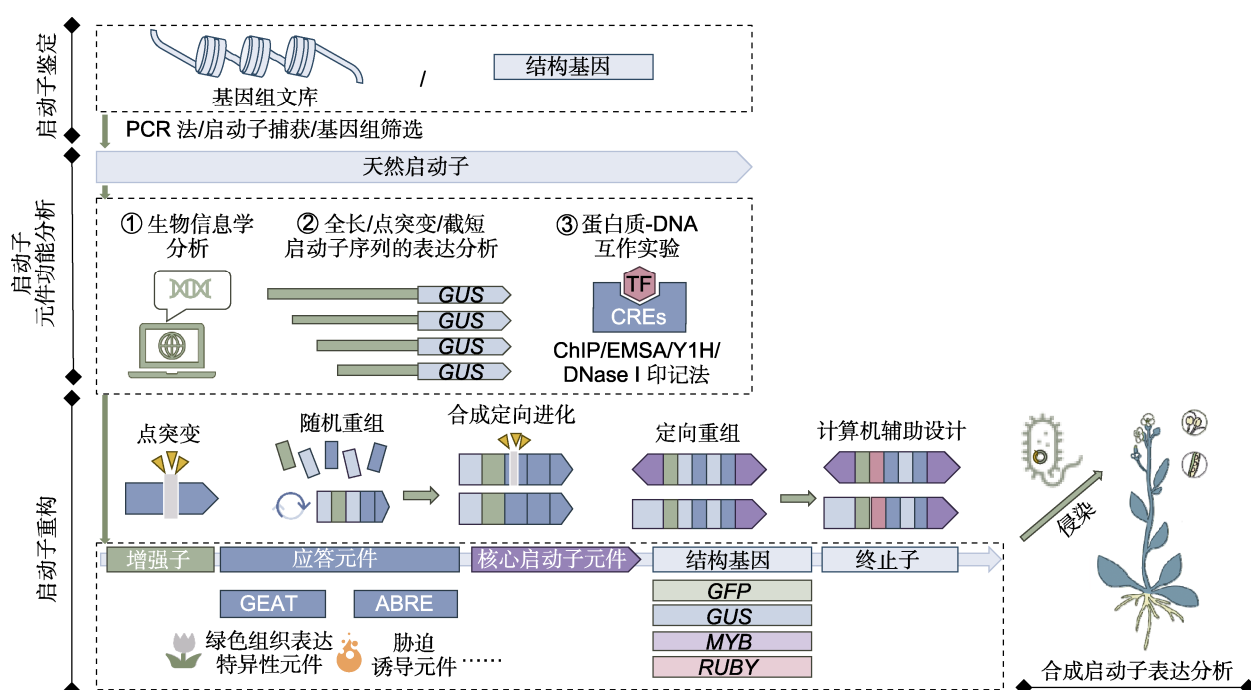 启动子鉴定
基因组文库
/
结构基因
PCR 法/启动子捕获/基因组筛选
天然启动子
启动子
元件功能分析
① 生物信息学
分析
② 全长/点突变/截短
启动子序列的表达分析
GUS
GUS
GUS
GUS
③ 蛋白质-DNA
互作实验
TF
CREs
ChIP/EMSA/Y1H/
DNase I 印记法
启动子重构
点突变
随机重组
合成定向进化
定向重组
计算机辅助设计
侵染
增强子
应答元件
核心启动子元件
结构基因
终止子
GEAT
ABRE
绿色组织表达
特异性元件
胁迫
诱导元件
……
GFP
GUS
MYB
RUBY
合成启动子表达分析